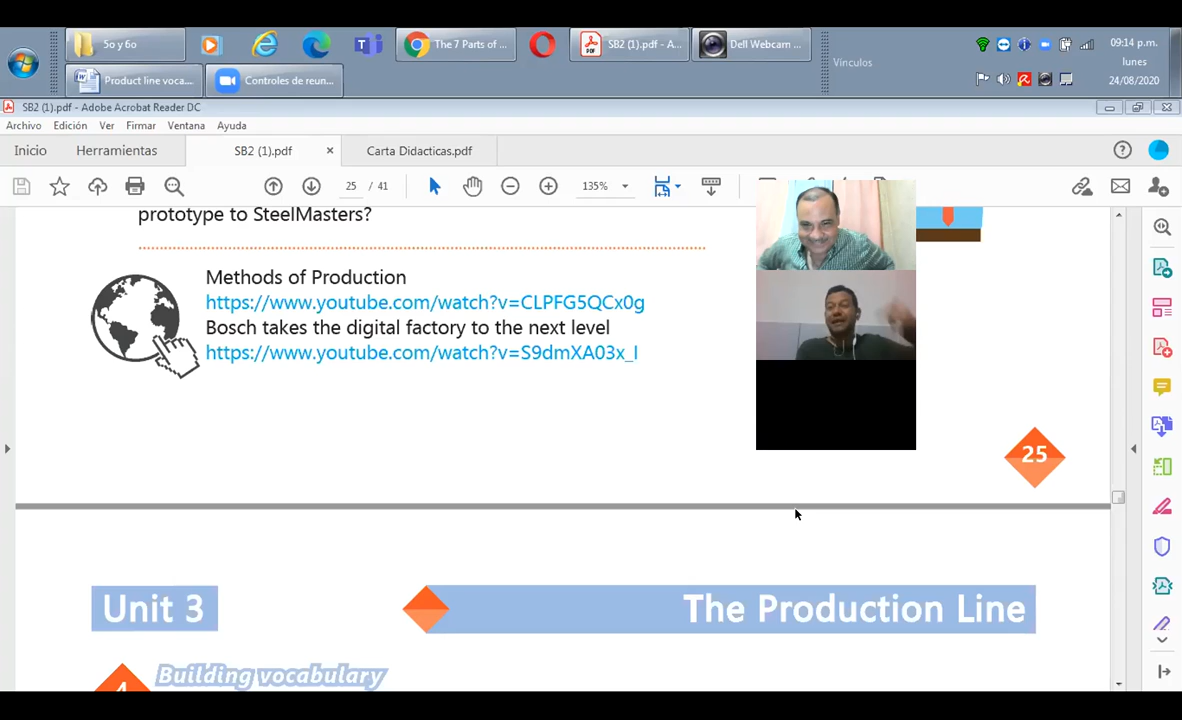 5o y 6o
The 7 Parts of ...
SB2 (1).pdf - A...
Dell Webcam ...
Vínculos
09:14 p.m.
lunes
24/08/2020
Product line voca...
Controles de reun...
SB2 (1).pdf - Adobe Acrobat Reader DC
Archivo Edición Ver Firmar Ventana Ayuda
Inicio Herramientas SB2 (1).pdf × Carta Didacticas.pdf
25 / 41 135%
prototype to SteelMasters?
Methods of Production
https://www.youtube.com/watch?v=CLPFG5QCx0g
Bosch takes the digital factory to the next level
https://www.youtube.com/watch?v=S9dmXA03x_I
25
Unit 3 The Production Line
4 Building vocabulary